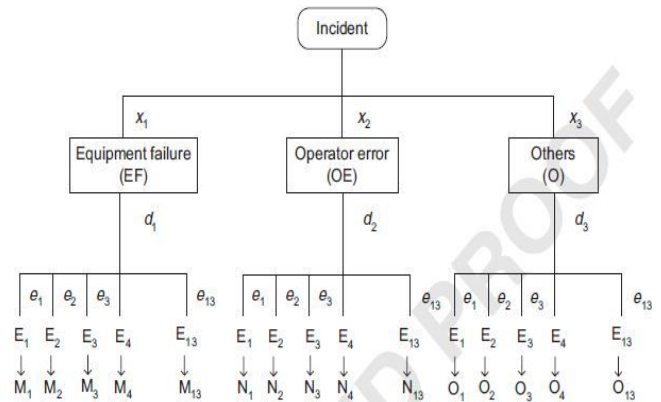 Incident
x₁ x₂ x₃
Equipment failure Operator error Others
(EF) (OE) (O)
d₁ d₂ d₃
e₁ e₂ e₃ e₁₃ e₁ e₂ e₃ e₁₃ e₁ e₂ e₃ e₁₃
E₁ E₂ E₃ E₄ E₁₃ E₁ E₂ E₃ E₄ E₁₃ E₁ E₂ E₃ E₄ E₁₃
M₁ M₂ M₃ M₄ M₁₃ N₁ N₂ N₃ N₄ N₁₃ O₁ O₂ O₃ O₄ O₁₃
D PROOF